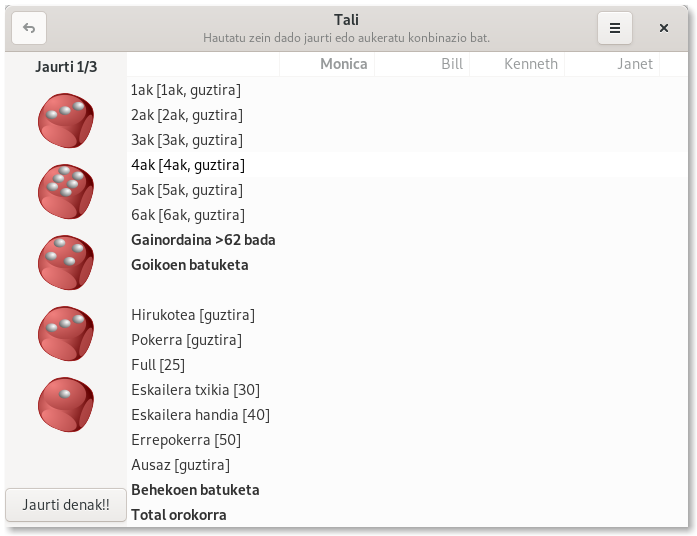 Tali
Hautatu zein dado jaurti edo aukeratu konbinazio bat.
Jaurti 1/3
Monica Bill Kenneth Janet
1ak [1ak, guztira]
2ak [2ak, guztira]
3ak [3ak, guztira]
4ak [4ak, guztira]
5ak [5ak, guztira]
6ak [6ak, guztira]
Gainordaina >62 bada
Goikoen batuketa
Hirukotea [guztira]
Pokerra [guztira]
Full [25]
Eskailera txikia [30]
Eskailera handia [40]
Errepokerra [50]
Ausaz [guztira]
Behekoen batuketa
Total orokorra
Jaurti denak!!